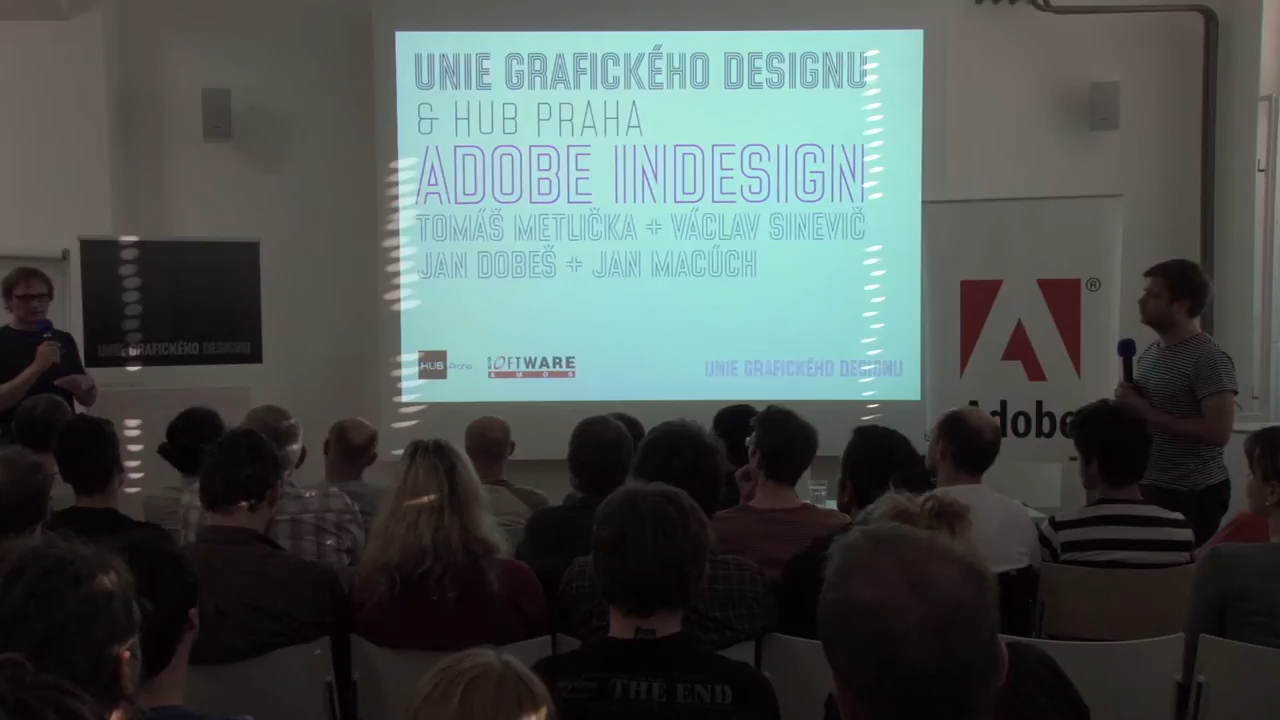 UNIE GRAFICKÉHO DESIGNU
& HUB PRAHA
ADOBE INDESIGN
TOMÁŠ METLIČKA + VÁCLAV SINEVIČ
JAN DOBEŠ + JAN MACÚCH
HUB Praha
SOFTWARE
AMOS
UNIE GRAFICKÉHO DESIGNU
UNIE GRAFICKÉHO DESIGNU
®
Adobe
THE END